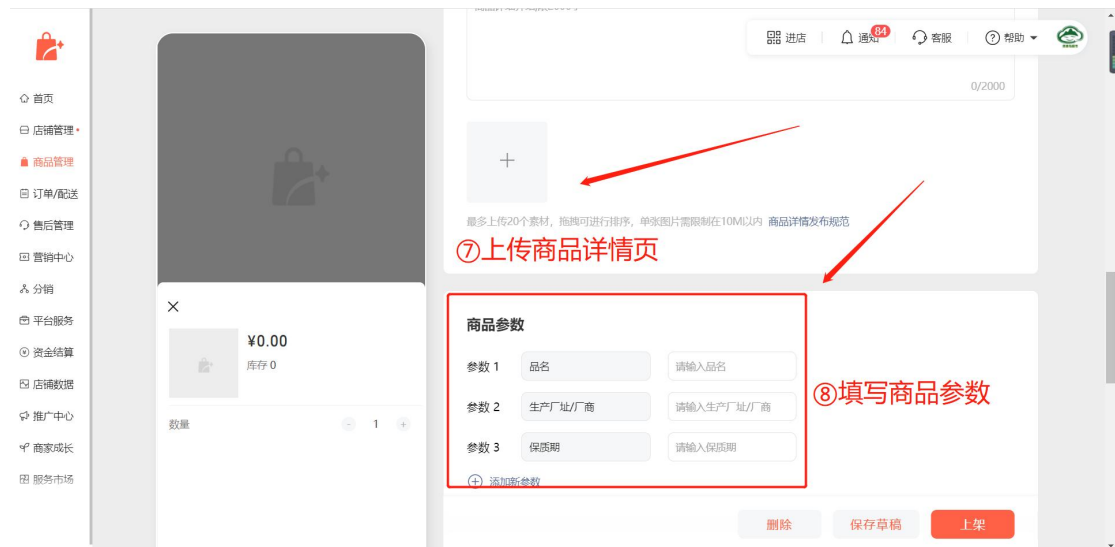 进店
通知
84
客服
帮助
0/2000
首页
店铺管理
商品管理
订单/配送
售后管理
营销中心
分销
平台服务
资金结算
店铺数据
推广中心
商家成长
服务市场
最多上传20个素材,拖拽可进行排序,单张图片需限制在10M以内 商品详情发布规范
⑦上传商品详情页
¥0.00
库存 0
数量 - 1 +
商品参数
参数 1 品名 请输入品名
参数 2 生产厂址/厂商 请输入生产厂址/厂商
参数 3 保质期 请输入保质期
添加新参数
⑧填写商品参数
删除 保存草稿 上架